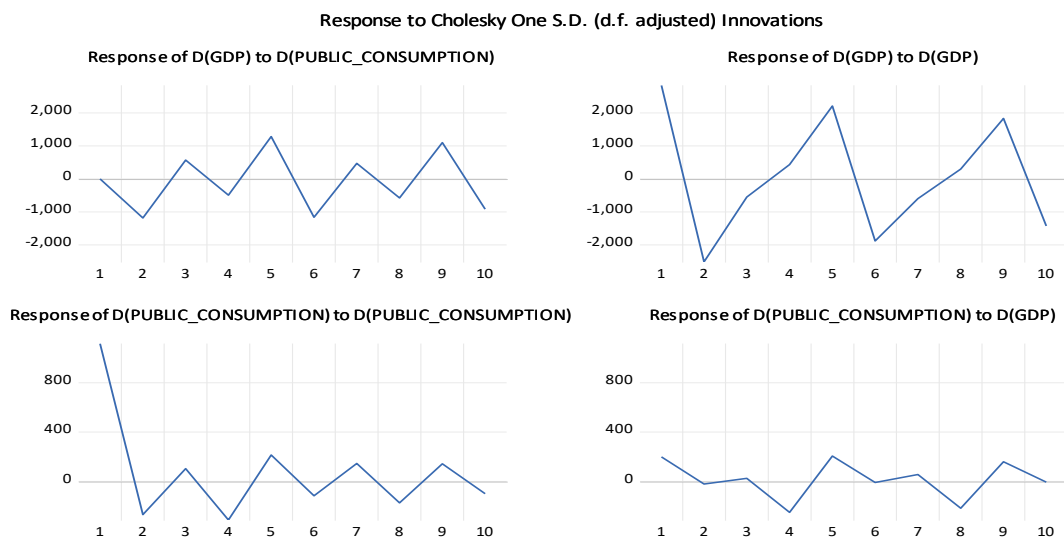 Response to Cholesky One S.D. (d.f. adjusted) Innovations
Response of D(GDP) to D(PUBLIC_CONSUMPTION)
2,000
1,000
0
-1,000
-2,000
1 2 3 4 5 6 7 8 9 10
Response of D(GDP) to D(GDP)
2,000
1,000
0
-1,000
-2,000
1 2 3 4 5 6 7 8 9 10
Response of D(PUBLIC_CONSUMPTION) to D(PUBLIC_CONSUMPTION)
800
400
0
1 2 3 4 5 6 7 8 9 10
Response of D(PUBLIC_CONSUMPTION) to D(GDP)
800
400
0
1 2 3 4 5 6 7 8 9 10